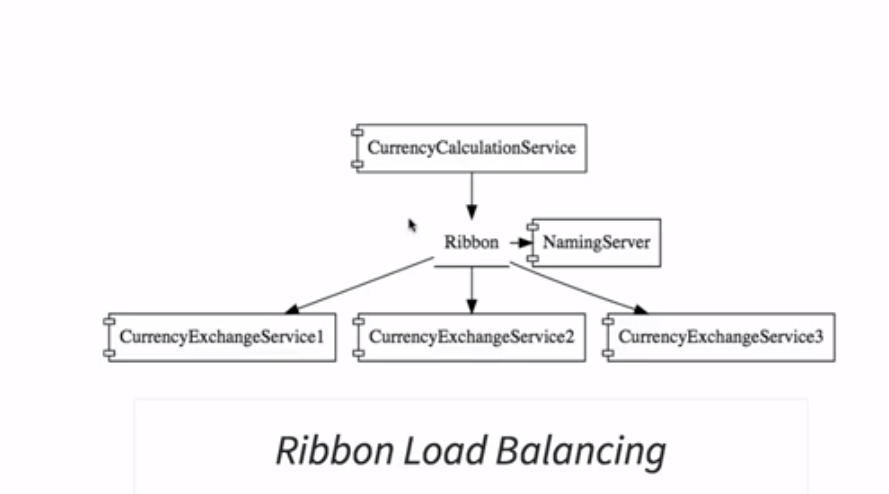 CurrencyCalculationService
Ribbon
NamingServer
CurrencyExchangeService1
CurrencyExchangeService2
CurrencyExchangeService3
Ribbon Load Balancing